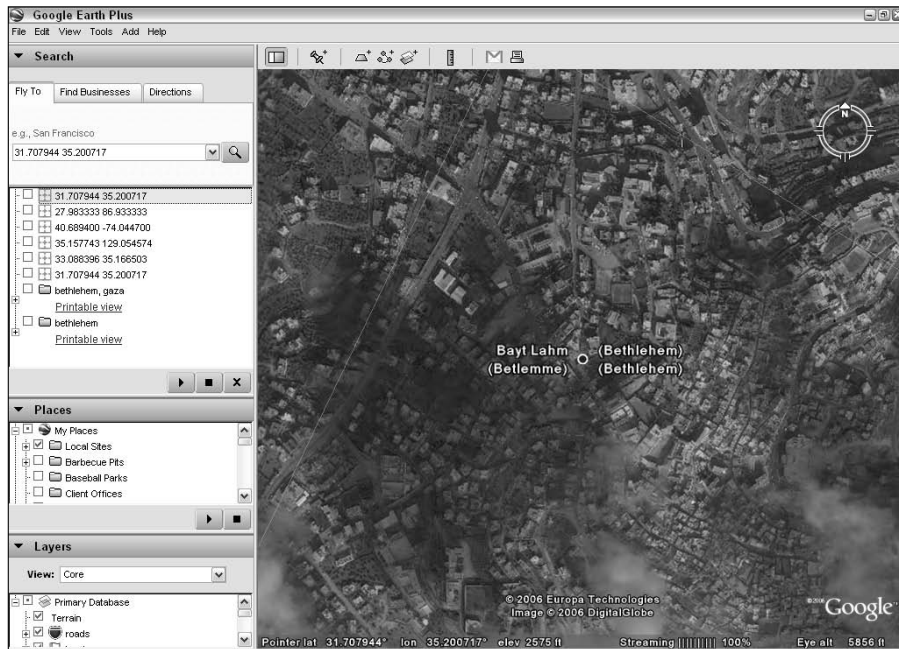 Google Earth Plus
File Edit View Tools Add Help
Search
Fly To Find Businesses Directions
e.g., San Francisco
31.707944 35.200717
31.707944 35.200717
27.983333 86.933333
40.689400 -74.044700
35.157743 129.054574
33.088396 35.166503
31.707944 35.200717
bethlehem, gaza
Printable view
bethlehem
Printable view
Places
My Places
Local Sites
Barbecue Pits
Baseball Parks
Client Offices
Layers
View: Core
Primary Database
Terrain
roads
N
Bayt Lahm (Bethlehem)
(Betlemme) (Bethlehem)
© 2006 Europa Technologies
Image © 2006 DigitalGlobe
©2006 Google™
Pointer lat 31.707944° lon 35.200717° elev 2575 ft Streaming |||||||||| 100% Eye alt 5856 ft